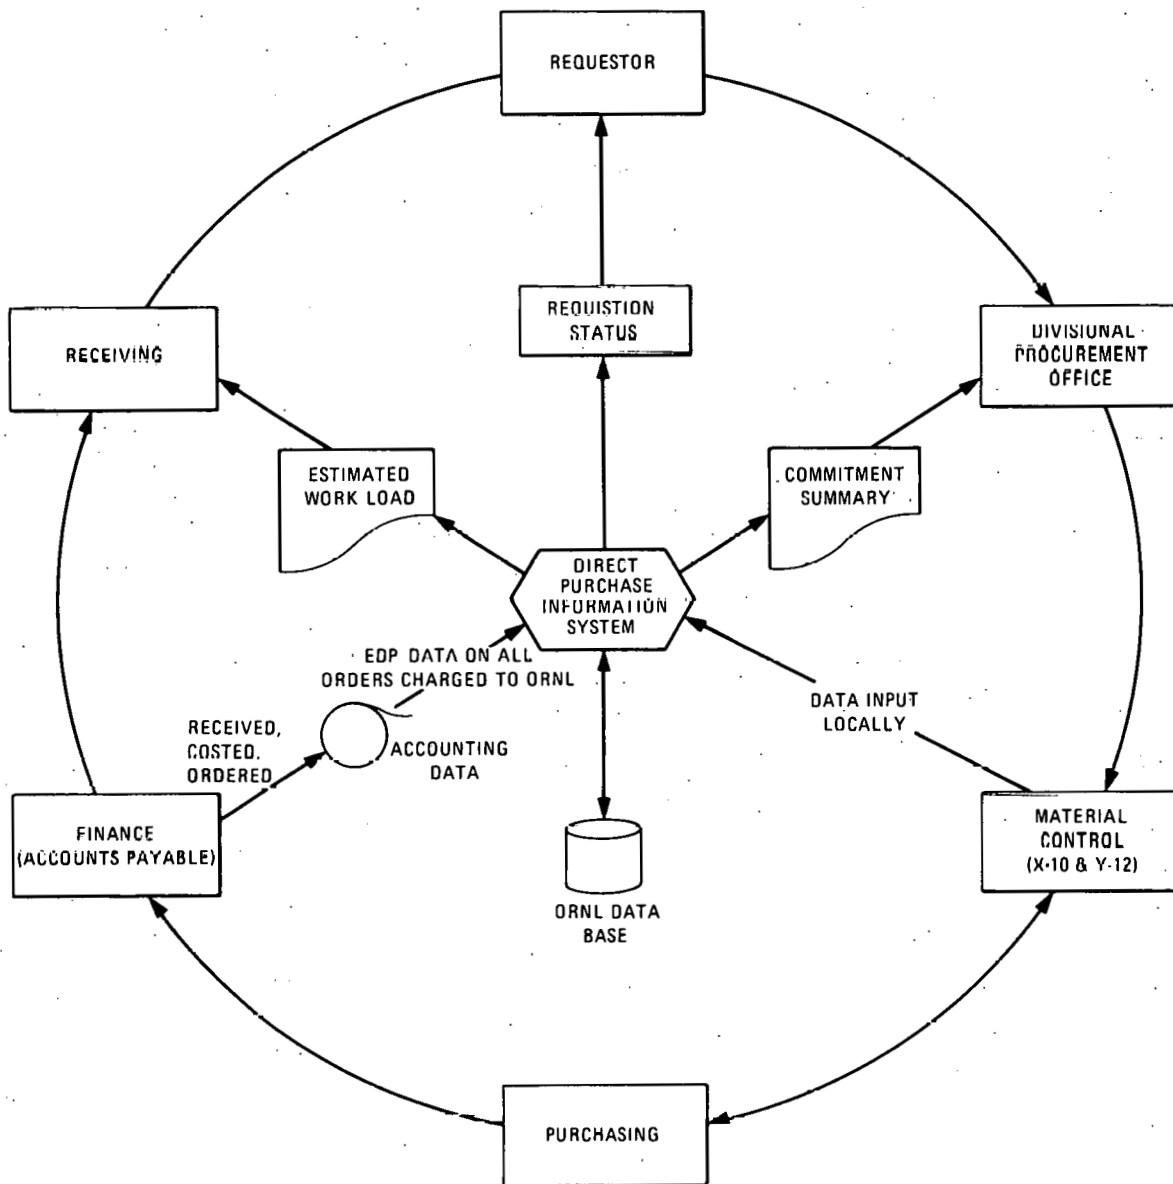 REQUESTOR
REQUISTION
STATUS
RECEIVING
DIVISIONAL
PROCUREMENT
OFFICE
ESTIMATED
WORK LOAD
COMMITMENT
SUMMARY
DIRECT
PURCHASE
INFORMATION
SYSTEM
EDP DATA ON ALL
ORDERS CHARGED TO ORNL
DATA INPUT
LOCALLY
RECEIVED,
COSTED,
ORDERED
ACCOUNTING
DATA
FINANCE
(ACCOUNTS PAYABLE)
MATERIAL
CONTROL
(X-10 & Y-12)
ORNL DATA
BASE
PURCHASING